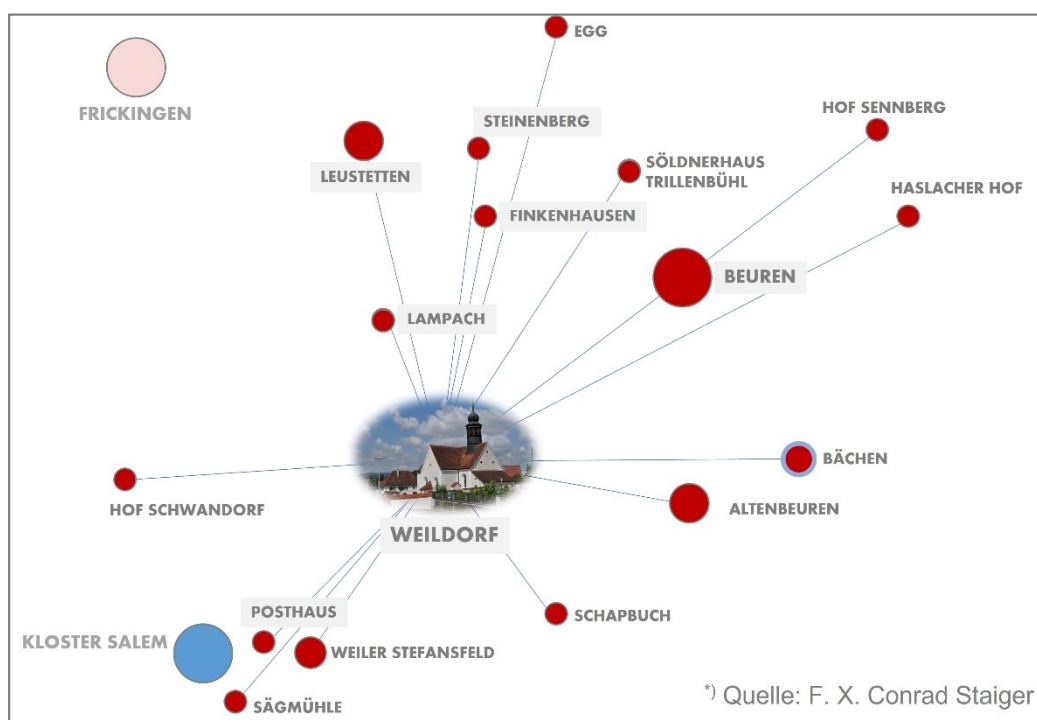 EGG
FRICKINGEN
HOF SENNBERG
STEINENBERG
SÖLDNERHAUS
TRILLENBÜHL
LEUSTETTEN
HASLACHER HOF
FINKENHAUSEN
BEUREN
LAMPACH
BÄCHEN
HOF SCHWANDORF
ALTENBEUREN
WEILDORF
POSTHAUS
SCHAPBUCH
KLOSTER SALEM
WEILER STEFANSFELD
SÄGMÜHLE
*) Quelle: F. X. Conrad Staiger